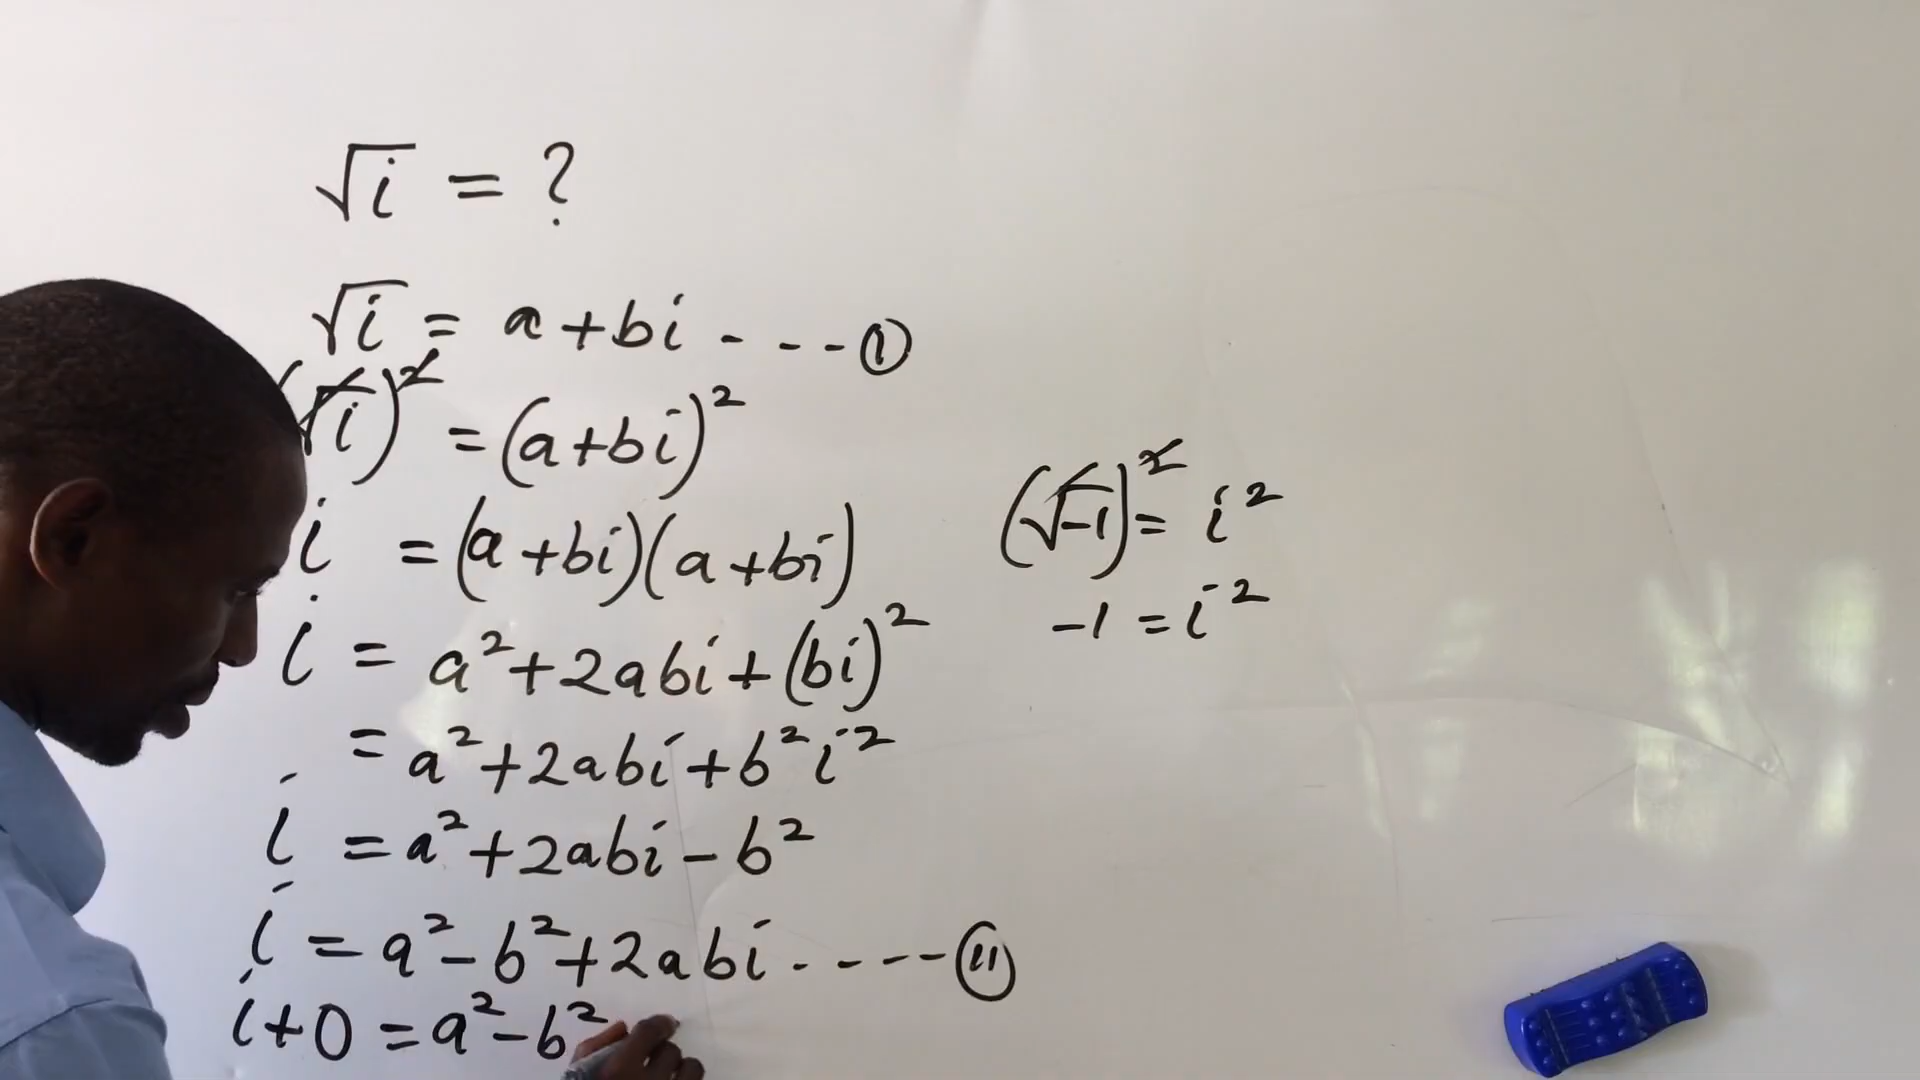 √i = ?
√i = a + bi - - - - ①
(√i)² = (a+bi)²
i = (a + bi)(a + bi)
i = a² + 2abi + (bi)²
= a² + 2abi + b²i²
i = a² + 2abi - b²
i = a² - b² + 2abi - - - - - (11)
i + 0 = a² - b²
(√-1)² = i²
-1 = i²